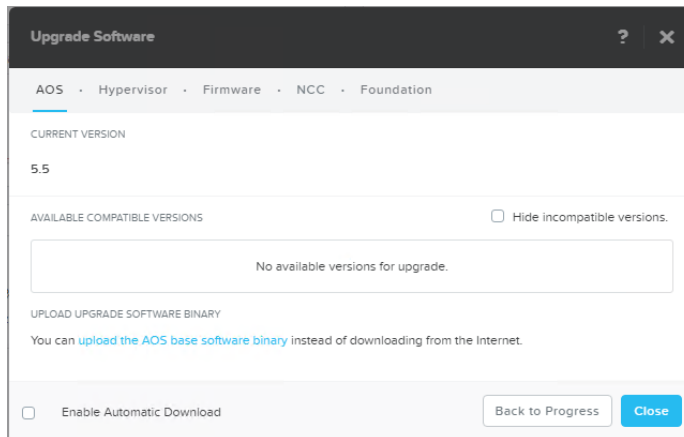 Upgrade Software ? ×
AOS · Hypervisor · Firmware · NCC · Foundation
CURRENT VERSION
5.5
AVAILABLE COMPATIBLE VERSIONS Hide incompatible versions.
No available versions for upgrade.
UPLOAD UPGRADE SOFTWARE BINARY
You can upload the AOS base software binary instead of downloading from the Internet.
Enable Automatic Download Back to Progress Close